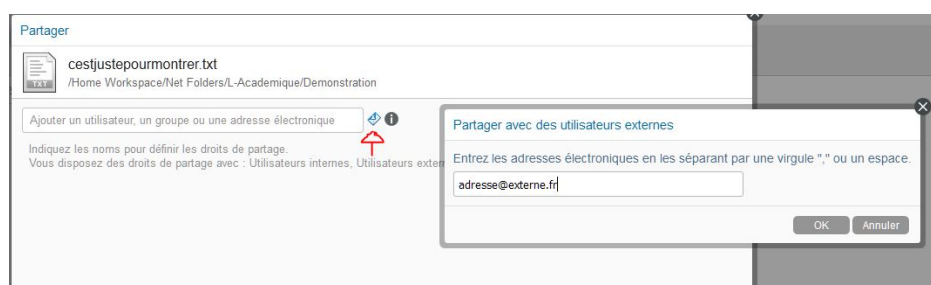 Partager
cestjustepourmontrer.txt
/Home Workspace/Net Folders/L-Academique/Demonstration
TXT
Ajouter un utilisateur, un groupe ou une adresse électronique
Indiquez les noms pour définir les droits de partage.
Vous disposez des droits de partage avec : Utilisateurs internes, Utilisateurs exter
Partager avec des utilisateurs externes
Entrez les adresses électroniques en les séparant par une virgule "," ou un espace.
adresse@externe.fr
OK Annuler